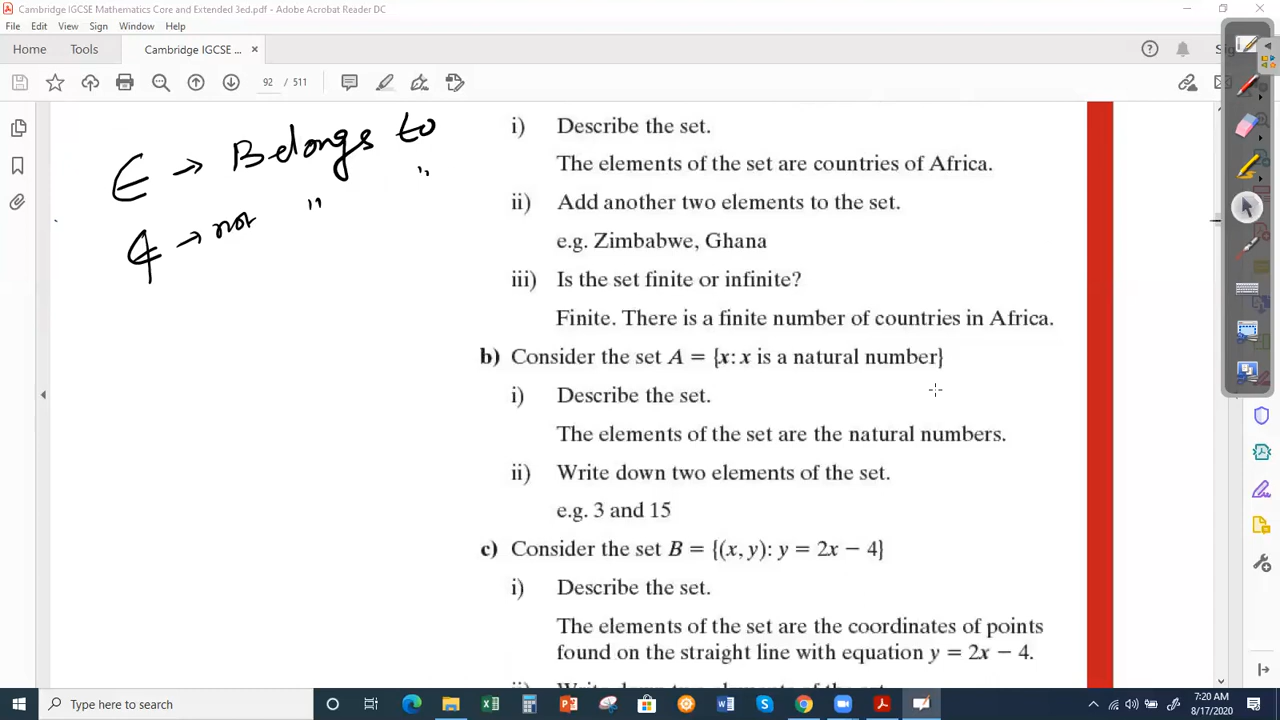 Cambridge IGCSE Mathematics Core and Extended 3ed.pdf - Adobe Acrobat Reader DC
File Edit View Sign Window Help
Home Tools Cambridge IGCSE ... ×
92 / 511
∈ → Belongs to
∉ → not " "
i) Describe the set.
The elements of the set are countries of Africa.
ii) Add another two elements to the set.
e.g. Zimbabwe, Ghana
iii) Is the set finite or infinite?
Finite. There is a finite number of countries in Africa.
b) Consider the set A = {x: x is a natural number}
i) Describe the set.
The elements of the set are the natural numbers.
ii) Write down two elements of the set.
e.g. 3 and 15
c) Consider the set B = {(x, y): y = 2x − 4}
i) Describe the set.
The elements of the set are the coordinates of points
found on the straight line with equation y = 2x − 4.
Type here to search
7:20 AM
8/17/2020